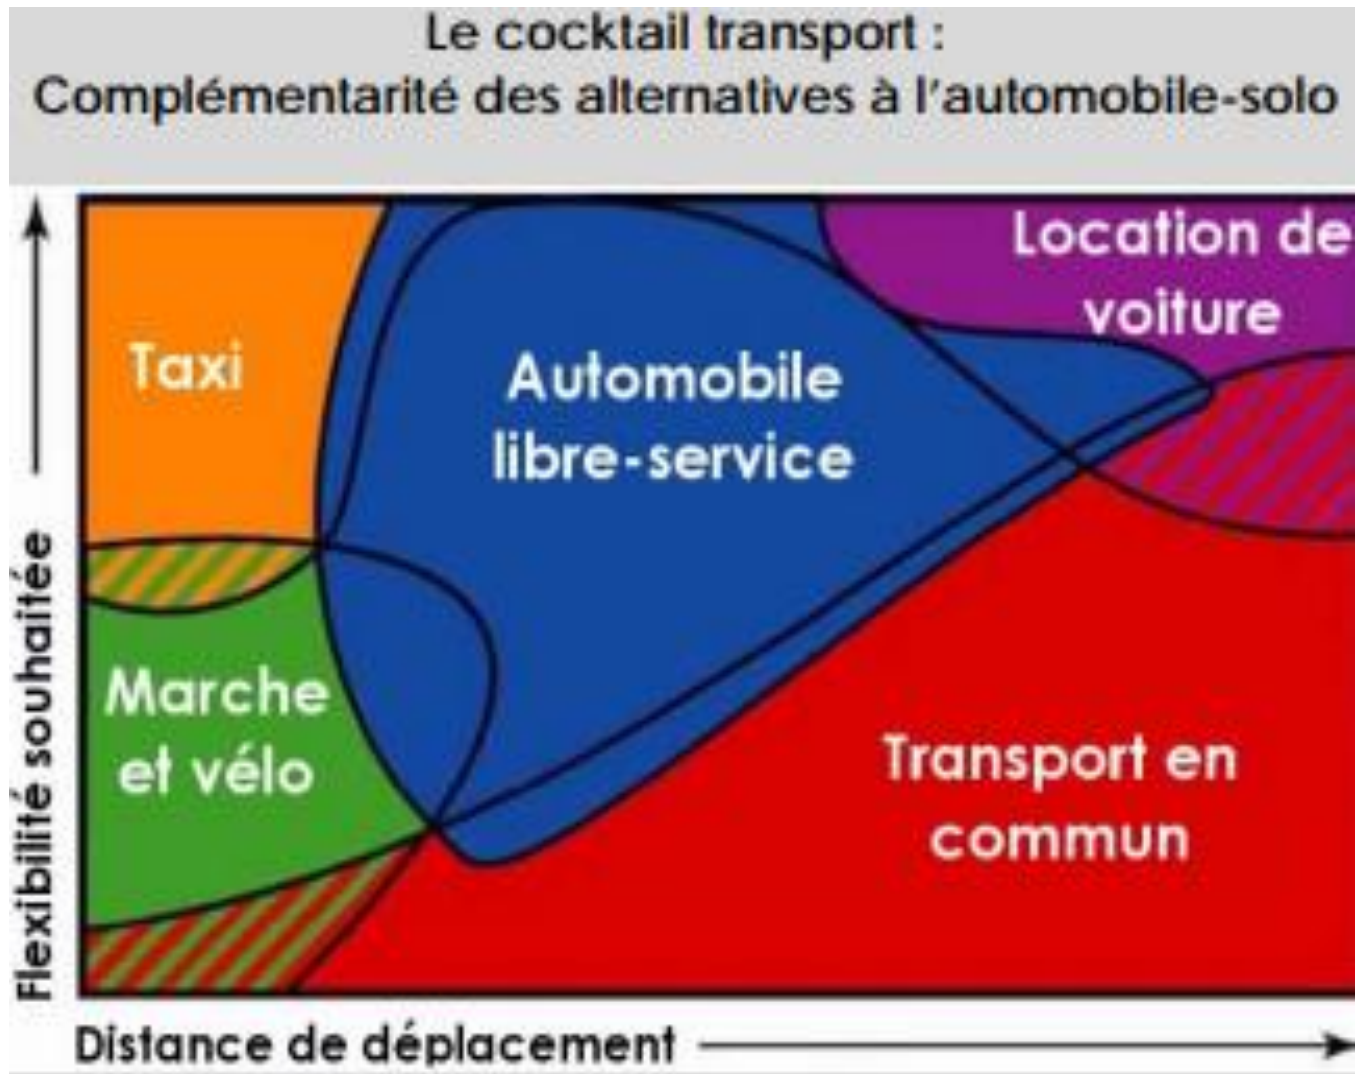 Le cocktail transport :
Complémentarité des alternatives à l'automobile-solo
Location de
voiture
Taxi
Automobile
libre-service
Marche
et vélo
Transport en
commun
Flexibilité souhaitée
Distance de déplacement